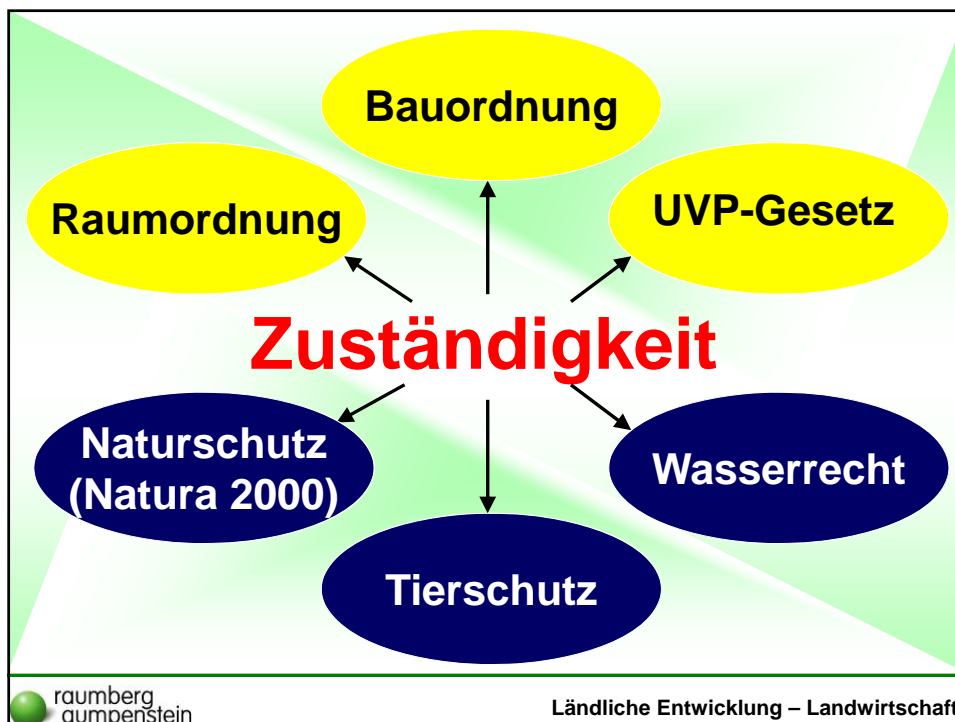 Bauordnung
Raumordnung
UVP-Gesetz
Zuständigkeit
Naturschutz
(Natura 2000)
Wasserrecht
Tierschutz
raumberg
gumpenstein
Ländliche Entwicklung – Landwirtschaft